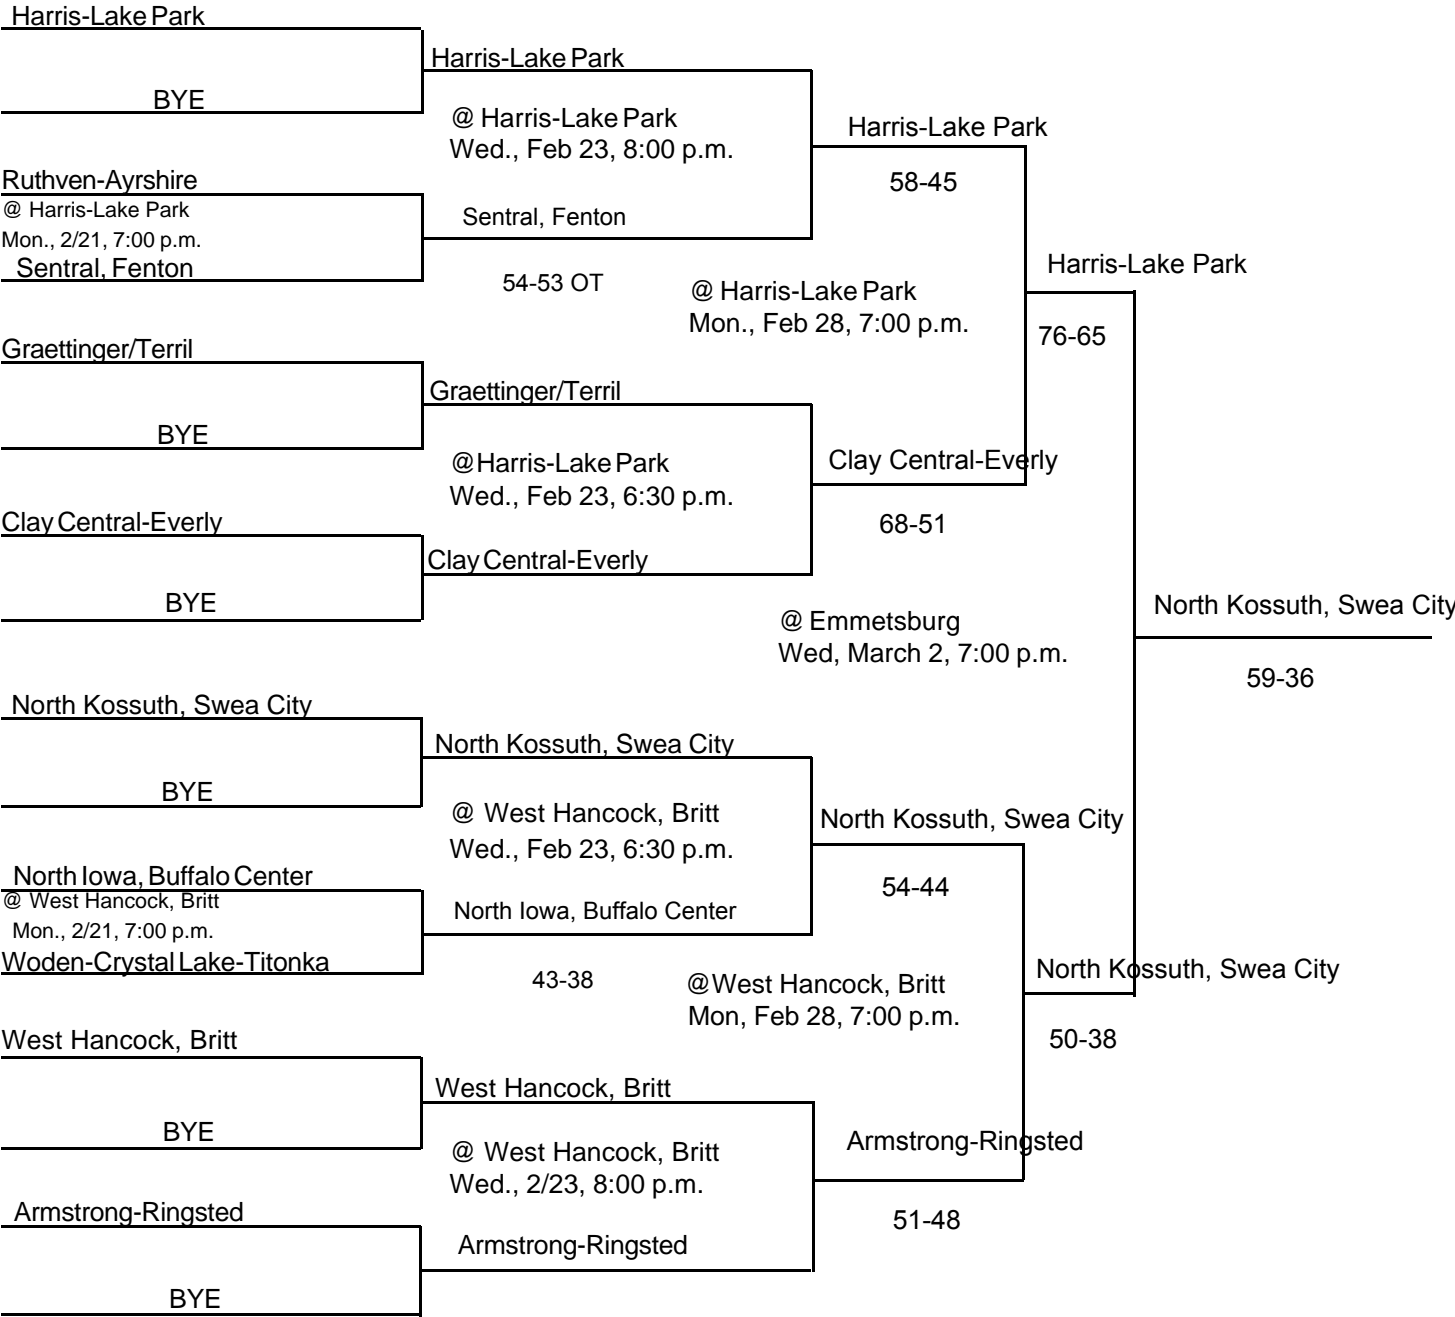 Harris-Lake Park
BYE
Ruthven-Ayrshire
@ Harris-Lake Park
Mon., 2/21, 7:00 p.m.
Sentral, Fenton
Graettinger/Terril
BYE
Clay Central-Everly
BYE
North Kossuth, Swea City
BYE
North Iowa, Buffalo Center
@ West Hancock, Britt
Mon., 2/21, 7:00 p.m.
Woden-Crystal Lake-Titonka
West Hancock, Britt
BYE
Armstrong-Ringsted
BYE
Harris-Lake Park
@ Harris-Lake Park
Wed., Feb 23, 8:00 p.m.
Sentral, Fenton
54-53 OT
Graettinger/Terril
@Harris-Lake Park
Wed., Feb 23, 6:30 p.m.
Clay Central-Everly
North Kossuth, Swea City
@ West Hancock, Britt
Wed., Feb 23, 6:30 p.m.
North Iowa, Buffalo Center
43-38
West Hancock, Britt
@ West Hancock, Britt
Wed., 2/23, 8:00 p.m.
Armstrong-Ringsted
Harris-Lake Park
58-45
@ Harris-Lake Park
Mon., Feb 28, 7:00 p.m.
Clay Central-Everly
68-51
North Kossuth, Swea City
54-44
@West Hancock, Britt
Mon, Feb 28, 7:00 p.m.
Armstrong-Ringsted
51-48
Harris-Lake Park
76-65
@ Emmetsburg
Wed, March 2, 7:00 p.m.
North Kossuth, Swea City
50-38
North Kossuth, Swea City
59-36